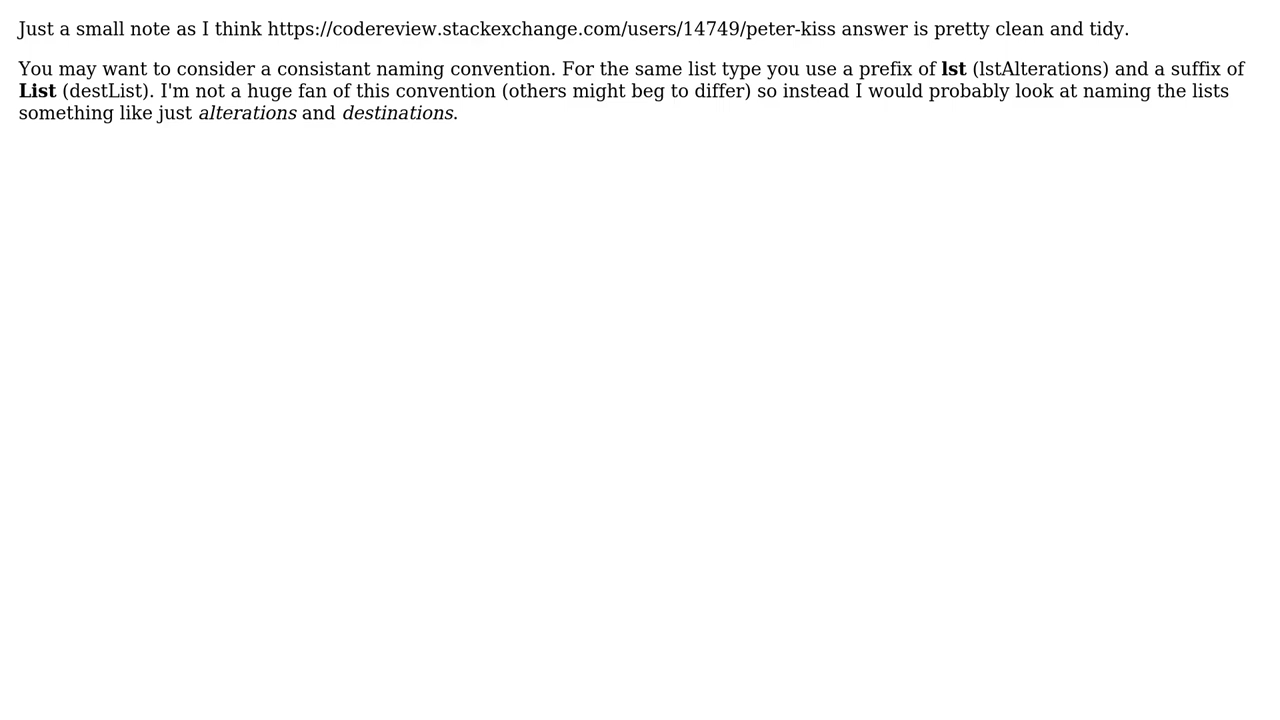 Just a small note as I think https://codereview.stackexchange.com/users/14749/peter-kiss answer is pretty clean and tidy.
You may want to consider a consistant naming convention. For the same list type you use a prefix of lst (lstAlterations) and a suffix of
List (destList). I'm not a huge fan of this convention (others might beg to differ) so instead I would probably look at naming the lists
something like just alterations and destinations.